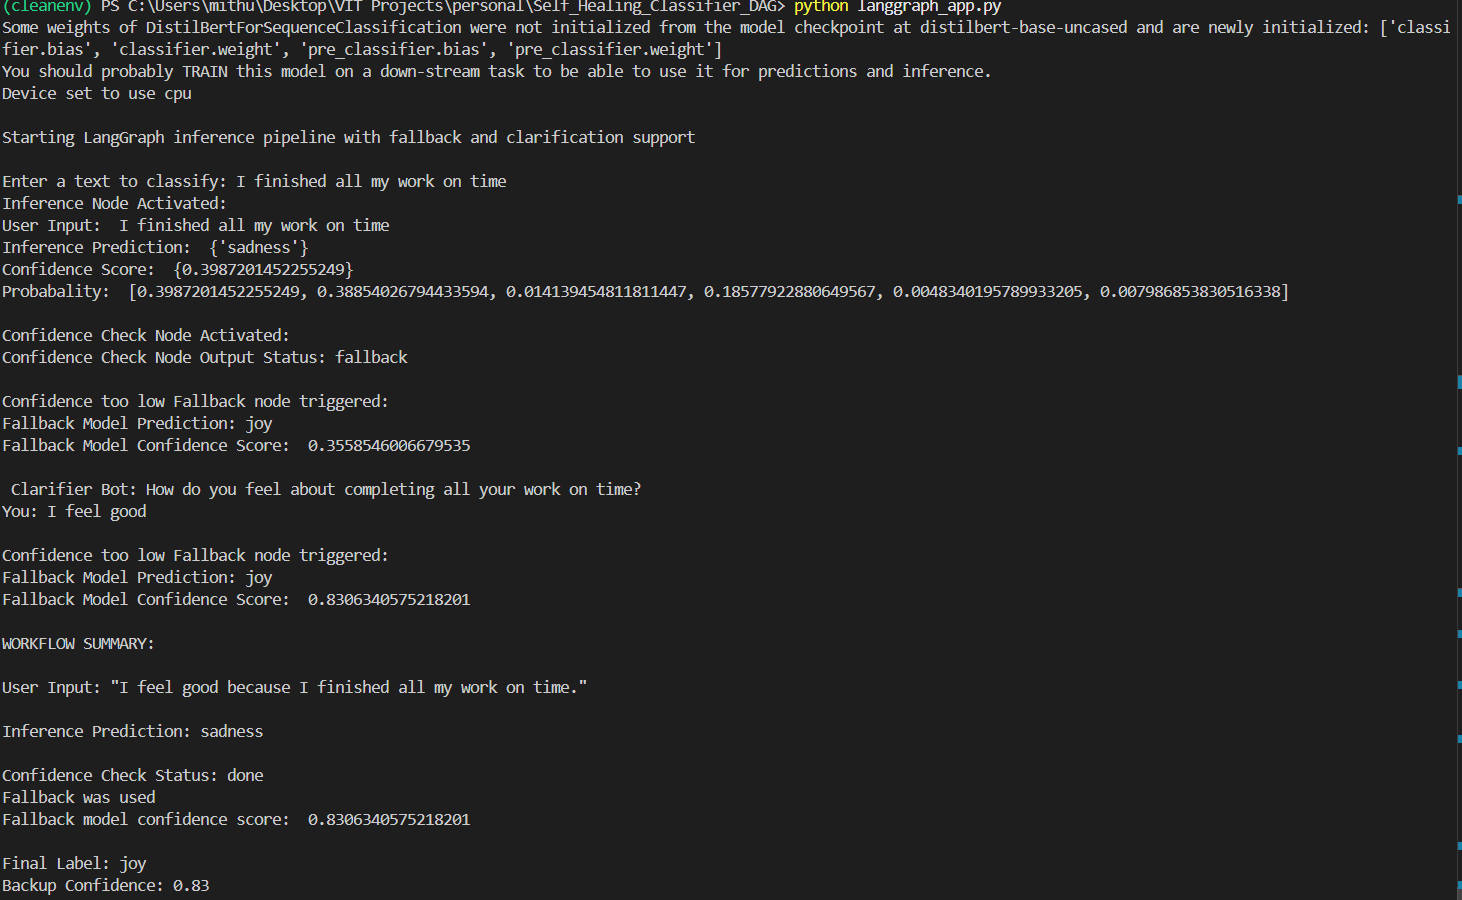 (cleanenv) PS C:\Users\mithu\Desktop\VIT Projects\personal\Self_Healing_Classifier_DAG> python langgraph_app.py
Some weights of DistilBertForSequenceClassification were not initialized from the model checkpoint at distilbert-base-uncased and are newly initialized: ['classi
fier.bias', 'classifier.weight', 'pre_classifier.bias', 'pre_classifier.weight']
You should probably TRAIN this model on a down-stream task to be able to use it for predictions and inference.
Device set to use cpu
Starting LangGraph inference pipeline with fallback and clarification support
Enter a text to classify: I finished all my work on time
Inference Node Activated:
User Input:  I finished all my work on time
Inference Prediction:  {'sadness'}
Confidence Score:  {0.3987201452255249}
Probabality:  [0.3987201452255249, 0.38854026794433594, 0.014139454811811447, 0.18577922880649567, 0.0048340195789933205, 0.007986853830516338]
Confidence Check Node Activated:
Confidence Check Node Output Status: fallback
Confidence too low Fallback node triggered:
Fallback Model Prediction: joy
Fallback Model Confidence Score:  0.3558546006679535
Clarifier Bot: How do you feel about completing all your work on time?
You: I feel good
Confidence too low Fallback node triggered:
Fallback Model Prediction: joy
Fallback Model Confidence Score:  0.8306340575218201
WORKFLOW SUMMARY:
User Input: "I feel good because I finished all my work on time."
Inference Prediction: sadness
Confidence Check Status: done
Fallback was used
Fallback model confidence score:  0.8306340575218201
Final Label: joy
Backup Confidence: 0.83